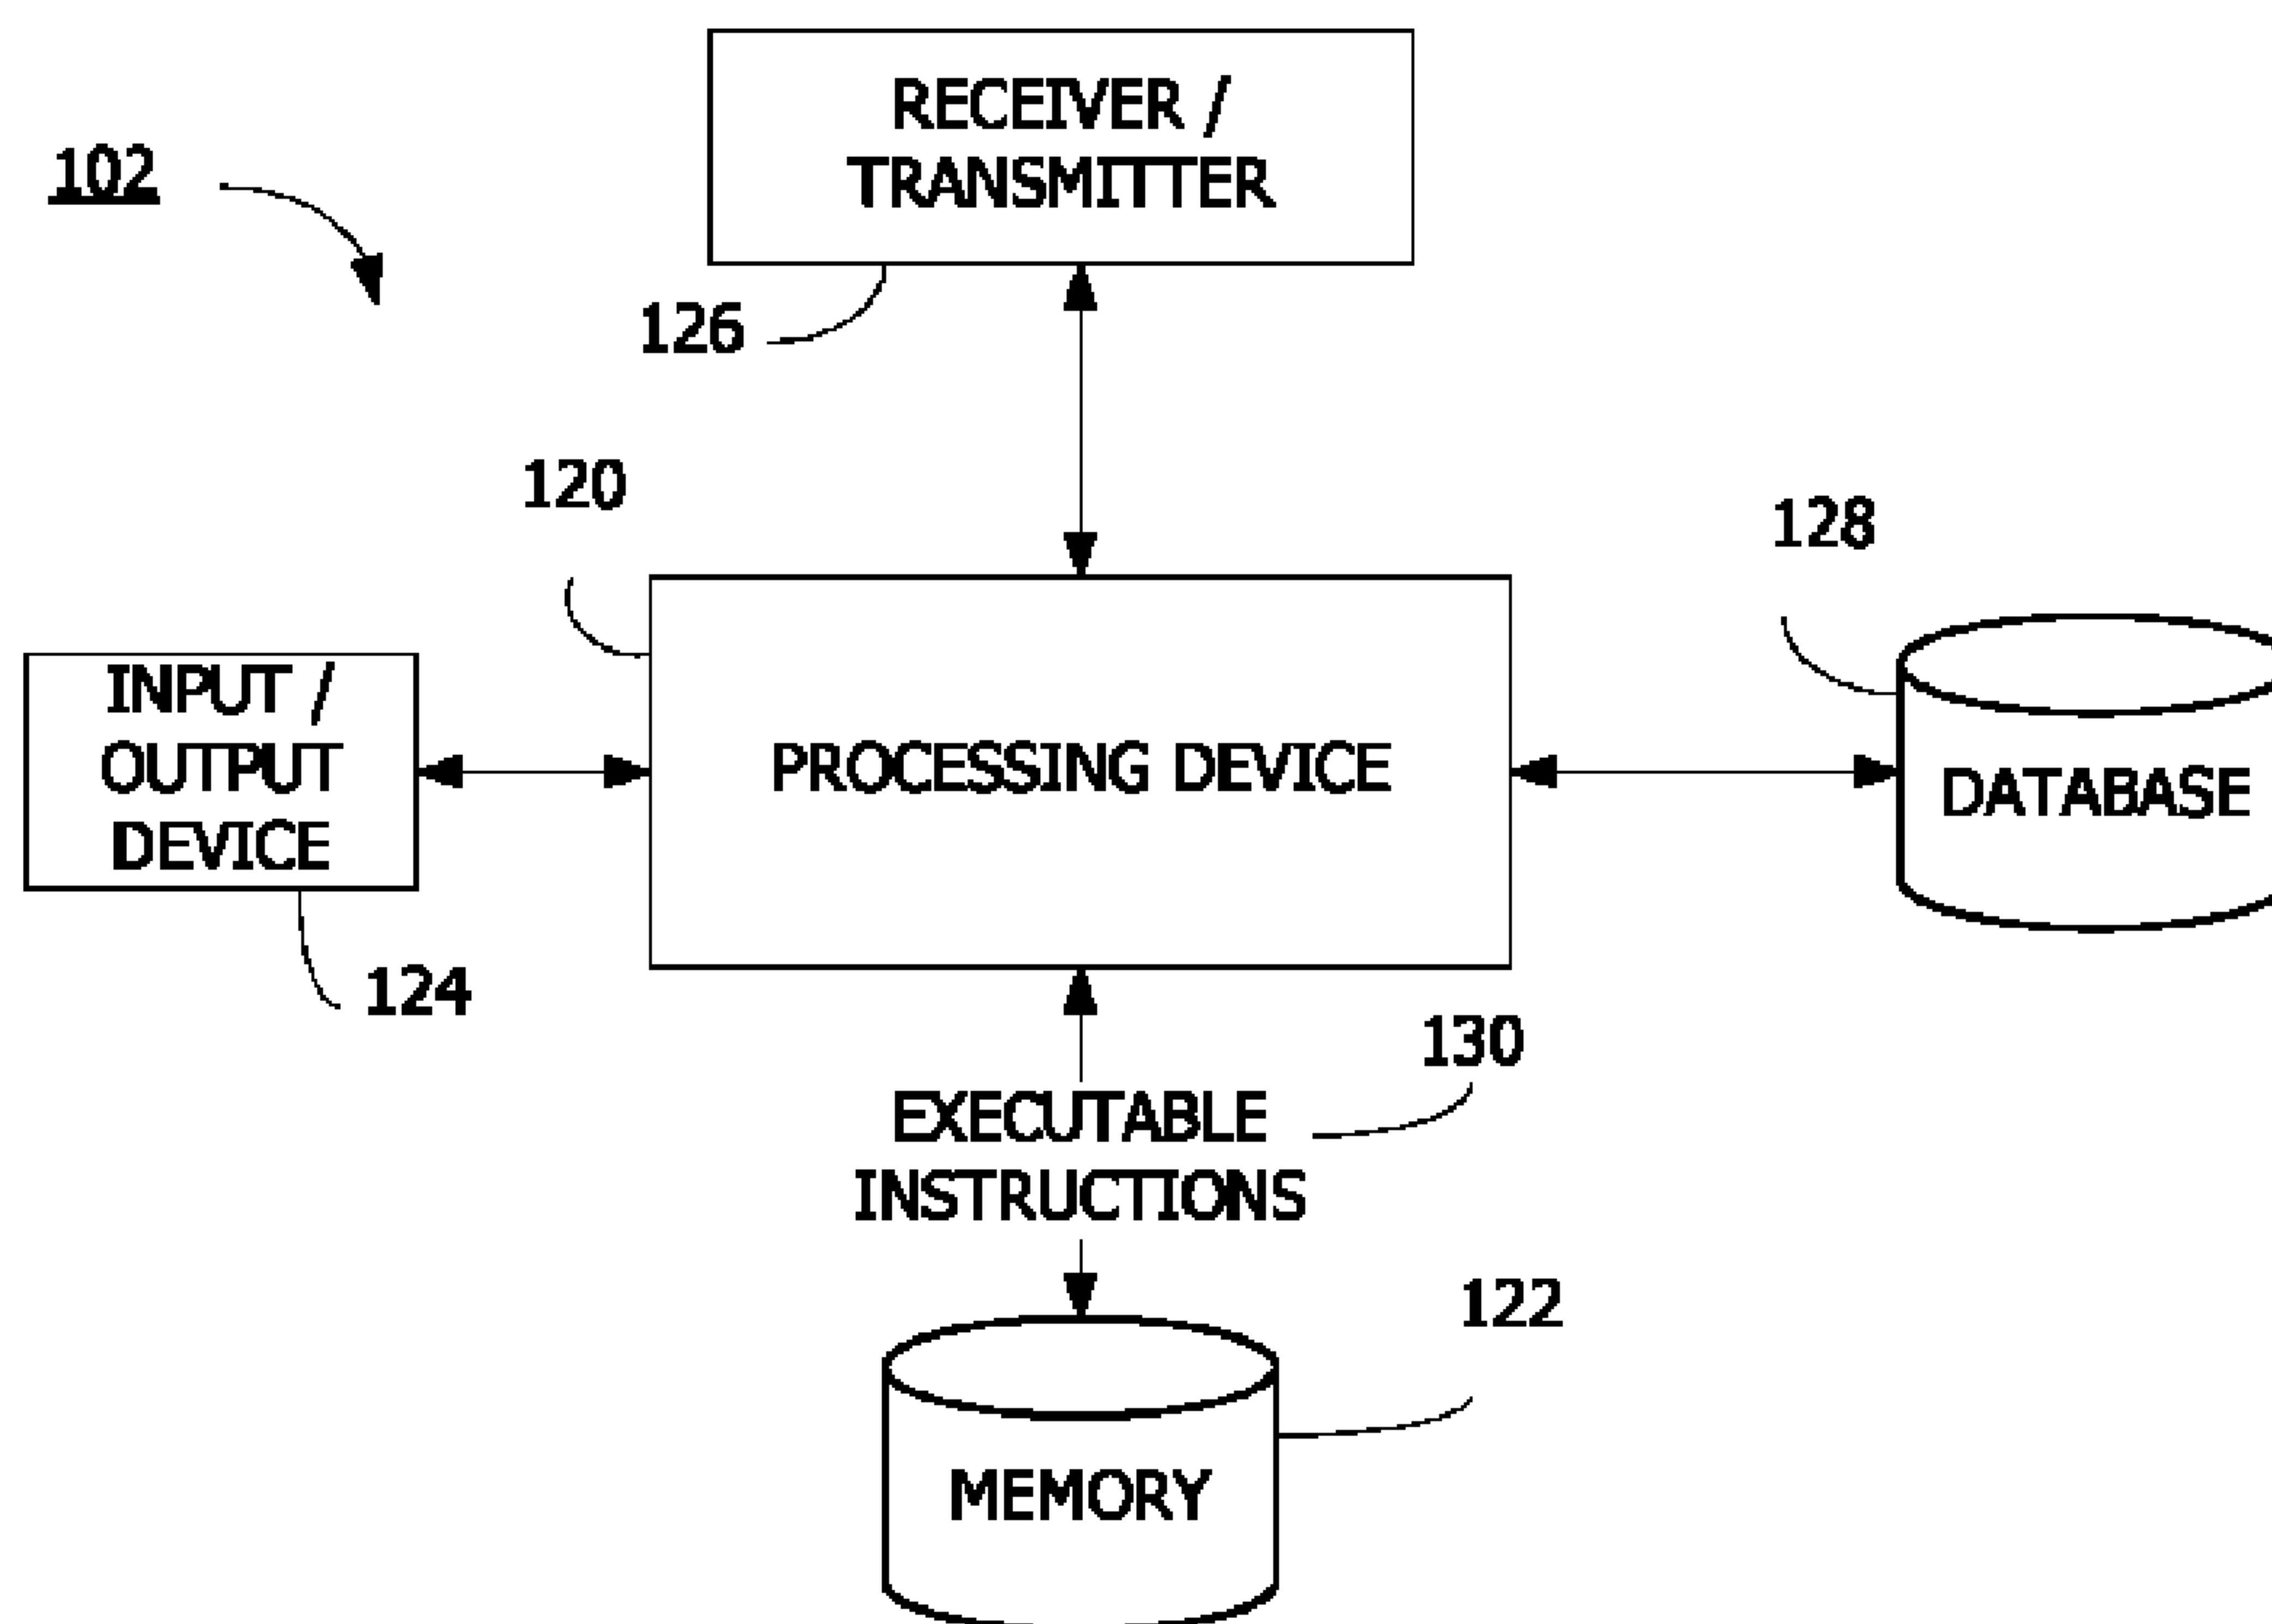 RECEIVER /
TRANSMITTER
102
126
120
128
INPUT /
OUTPUT
DEVICE
PROCESSING DEVICE
DATABASE
124
130
EXECUTABLE
INSTRUCTIONS
122
MEMORY